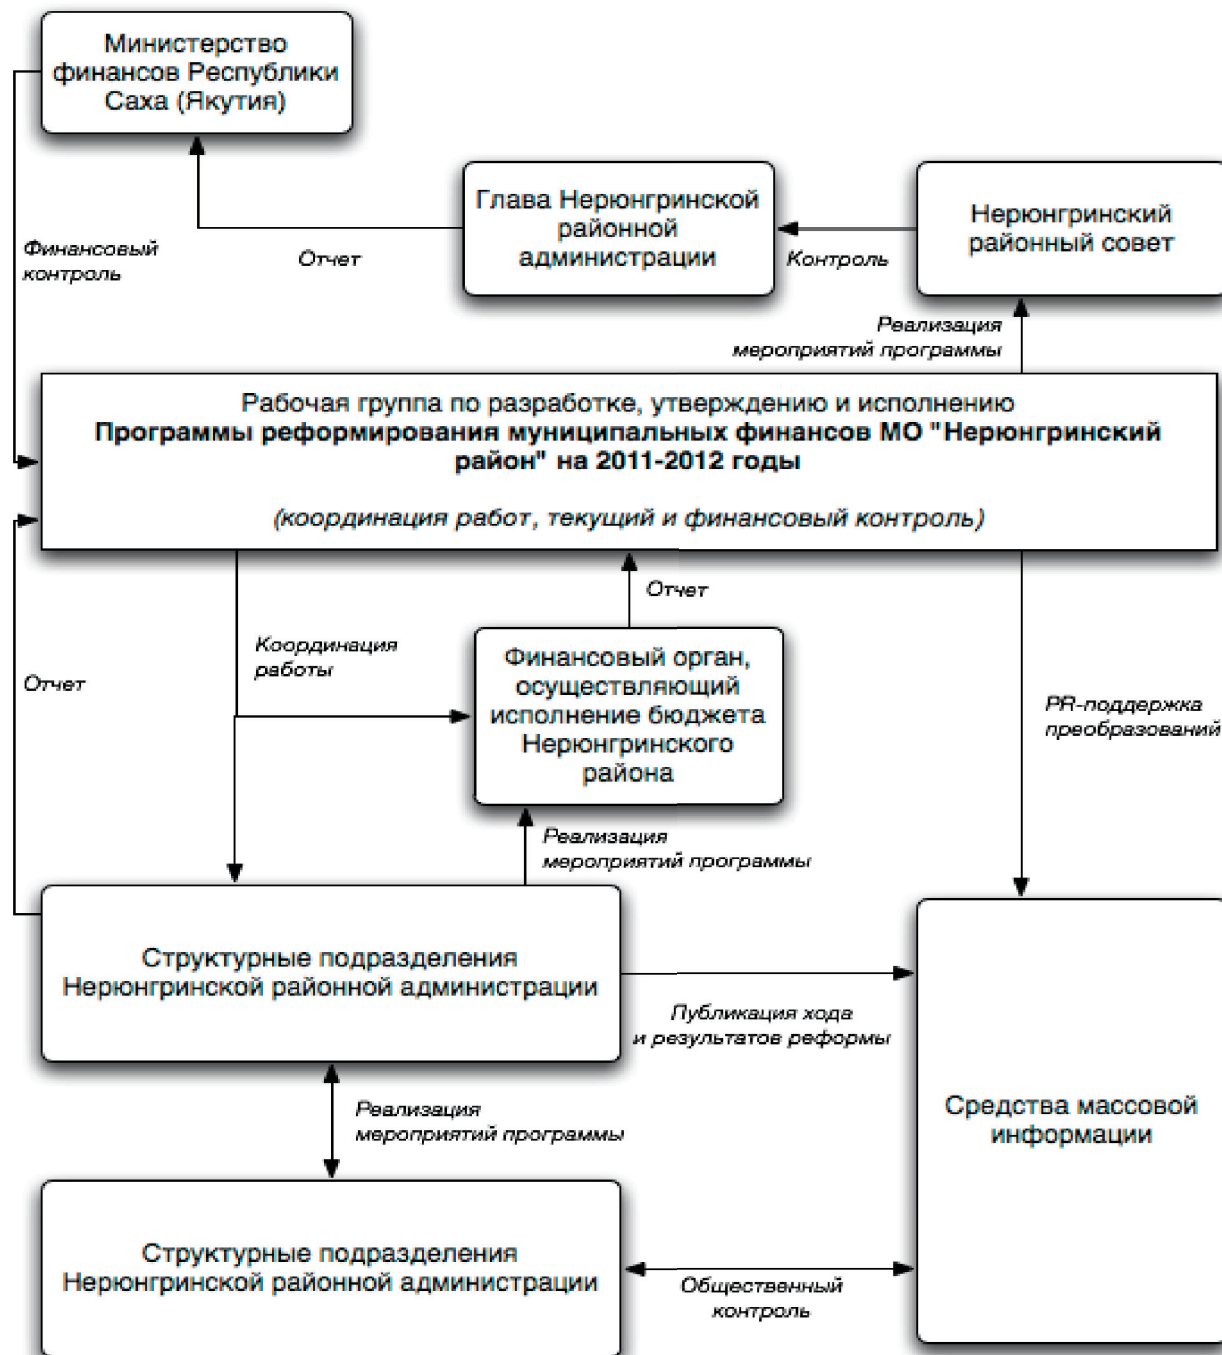 Министерство
финансов Республики
Саха (Якутия)
Глава Нерюнгринской
районной
администрации
Нерюнгринский
районный совет
Финансовый
контроль
Отчет
Контроль
Реализация
мероприятий программы
Рабочая группа по разработке, утверждению и исполнению
Программы реформирования муниципальных финансов МО "Нерюнгринский
район" на 2011-2012 годы
(координация работ, текущий и финансовый контроль)
Отчет
Координация
работы
Отчет
Финансовый орган,
осуществляющий
исполнение бюджета
Нерюнгринского
района
PR-поддержка
преобразований
Реализация
мероприятий программы
Структурные подразделения
Нерюнгринской районной администрации
Публикация хода
и результатов реформы
Реализация
мероприятий программы
Средства массовой
информации
Структурные подразделения
Нерюнгринской районной администрации
Общественный
контроль